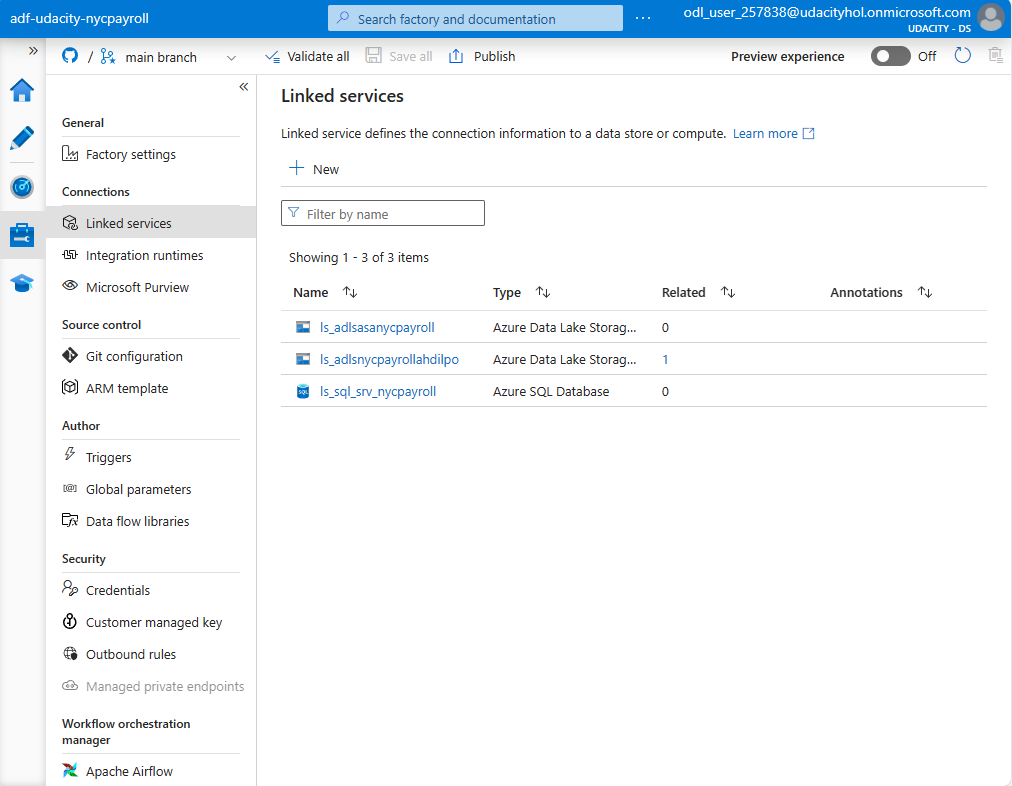 adf-udacity-nycpayroll
Search factory and documentation
...
odl_user_257838@udacityhol.onmicrosoft.com
UDACITY - DS
»
/ main branch
Validate all
Save all
Publish
Preview experience
Off
«
General
Factory settings
Connections
Linked services
Integration runtimes
Microsoft Purview
Source control
Git configuration
ARM template
Author
Triggers
Global parameters
Data flow libraries
Security
Credentials
Customer managed key
Outbound rules
Managed private endpoints
Workflow orchestration
manager
Apache Airflow
Linked services
Linked service defines the connection information to a data store or compute. Learn more
New
Filter by name
Showing 1 - 3 of 3 items
Name Type Related Annotations
ls_adlsasanycpayroll Azure Data Lake Storag... 0
ls_adlsnycpayrollahdilpo Azure Data Lake Storag... 1
SQL ls_sql_srv_nycpayroll Azure SQL Database 0